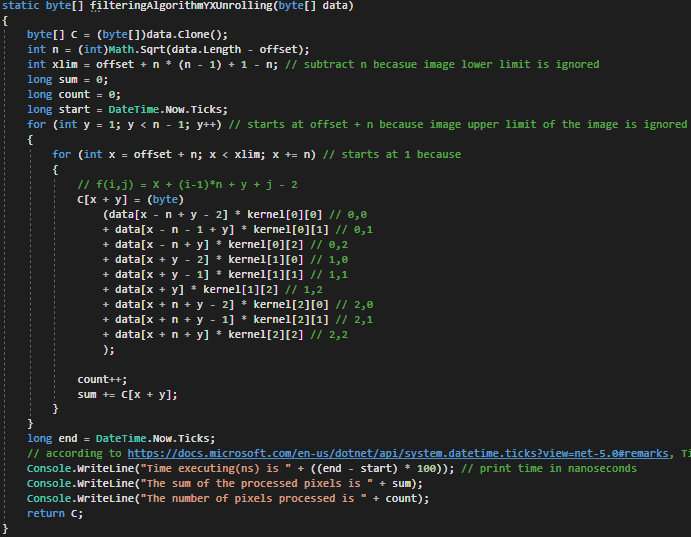 static byte[] filteringAlgorithmYXUnrolling(byte[] data)
{
    byte[] C = (byte[])data.Clone();
    int n = (int)Math.Sqrt(data.Length - offset);
    int xlim = offset + n * (n - 1) + 1 - n; // subtract n becasue image lower limit is ignored
    long sum = 0;
    long count = 0;
    long start = DateTime.Now.Ticks;
    for (int y = 1; y < n - 1; y++) // starts at offset + n because image upper limit of the image is ignored
    {
        for (int x = offset + n; x < xlim; x += n) // starts at 1 because
        {
            // f(i,j) = X + (i-1)*n + y + j - 2
            C[x + y] = (byte)
                (data[x - n + y - 2] * kernel[0][0] // 0,0
                + data[x - n - 1 + y] * kernel[0][1] // 0,1
                + data[x - n + y] * kernel[0][2] // 0,2
                + data[x + y - 2] * kernel[1][0] // 1,0
                + data[x + y - 1] * kernel[1][1] // 1,1
                + data[x + y] * kernel[1][2] // 1,2
                + data[x + n + y - 2] * kernel[2][0] // 2,0
                + data[x + n + y - 1] * kernel[2][1] // 2,1
                + data[x + n + y] * kernel[2][2] // 2,2
                );

            count++;
            sum += C[x + y];
        }
    }
    long end = DateTime.Now.Ticks;
    // according to https://docs.microsoft.com/en-us/dotnet/api/system.datetime.ticks?view=net-5.0#remarks, Ti
    Console.WriteLine("Time executing(ns) is " + ((end - start) * 100)); // print time in nanoseconds
    Console.WriteLine("The sum of the processed pixels is " + sum);
    Console.WriteLine("The number of pixels processed is " + count);
    return C;
}